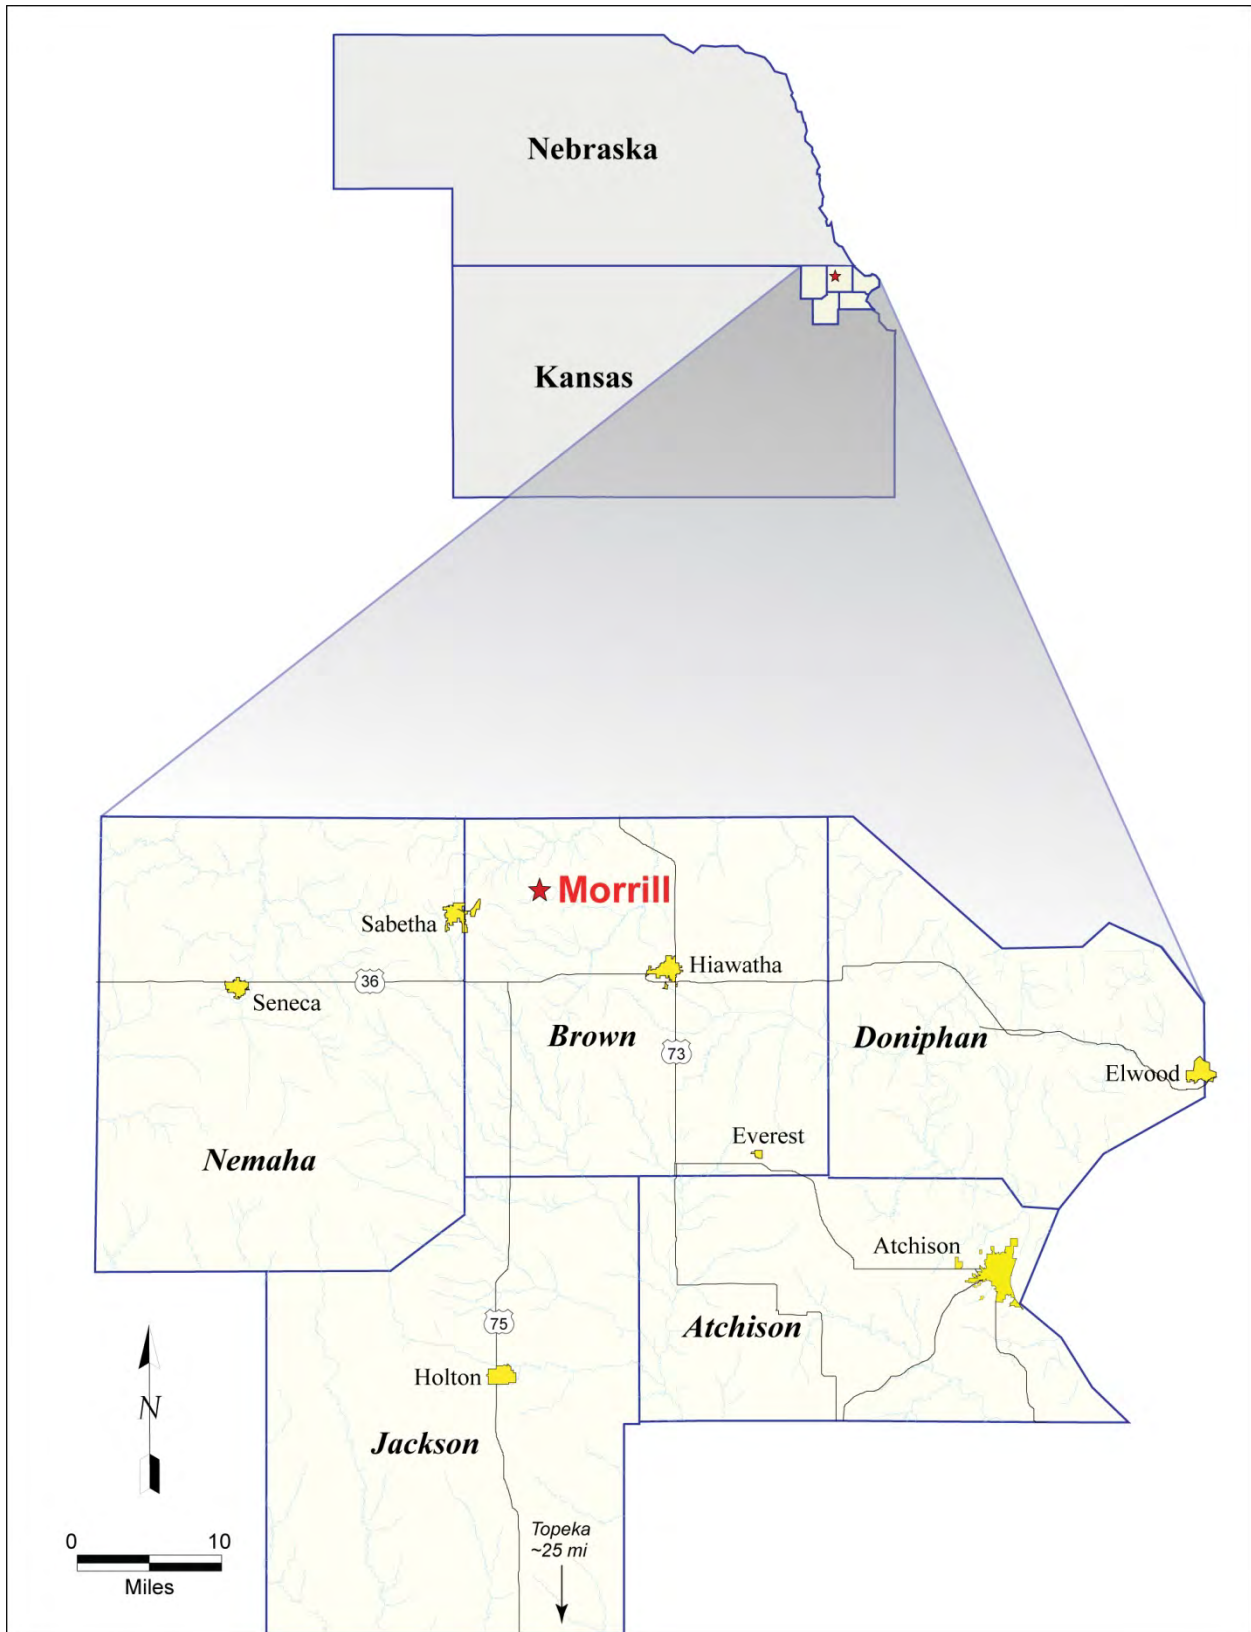 Nebraska
Kansas
Morrill
Sabetha
Hiawatha
36
Seneca
Brown
73
Doniphan
Elwood
Everest
Nemaha
Atchison
75
Atchison
Holton
Jackson
N
0 10
Miles
Topeka
~25 mi